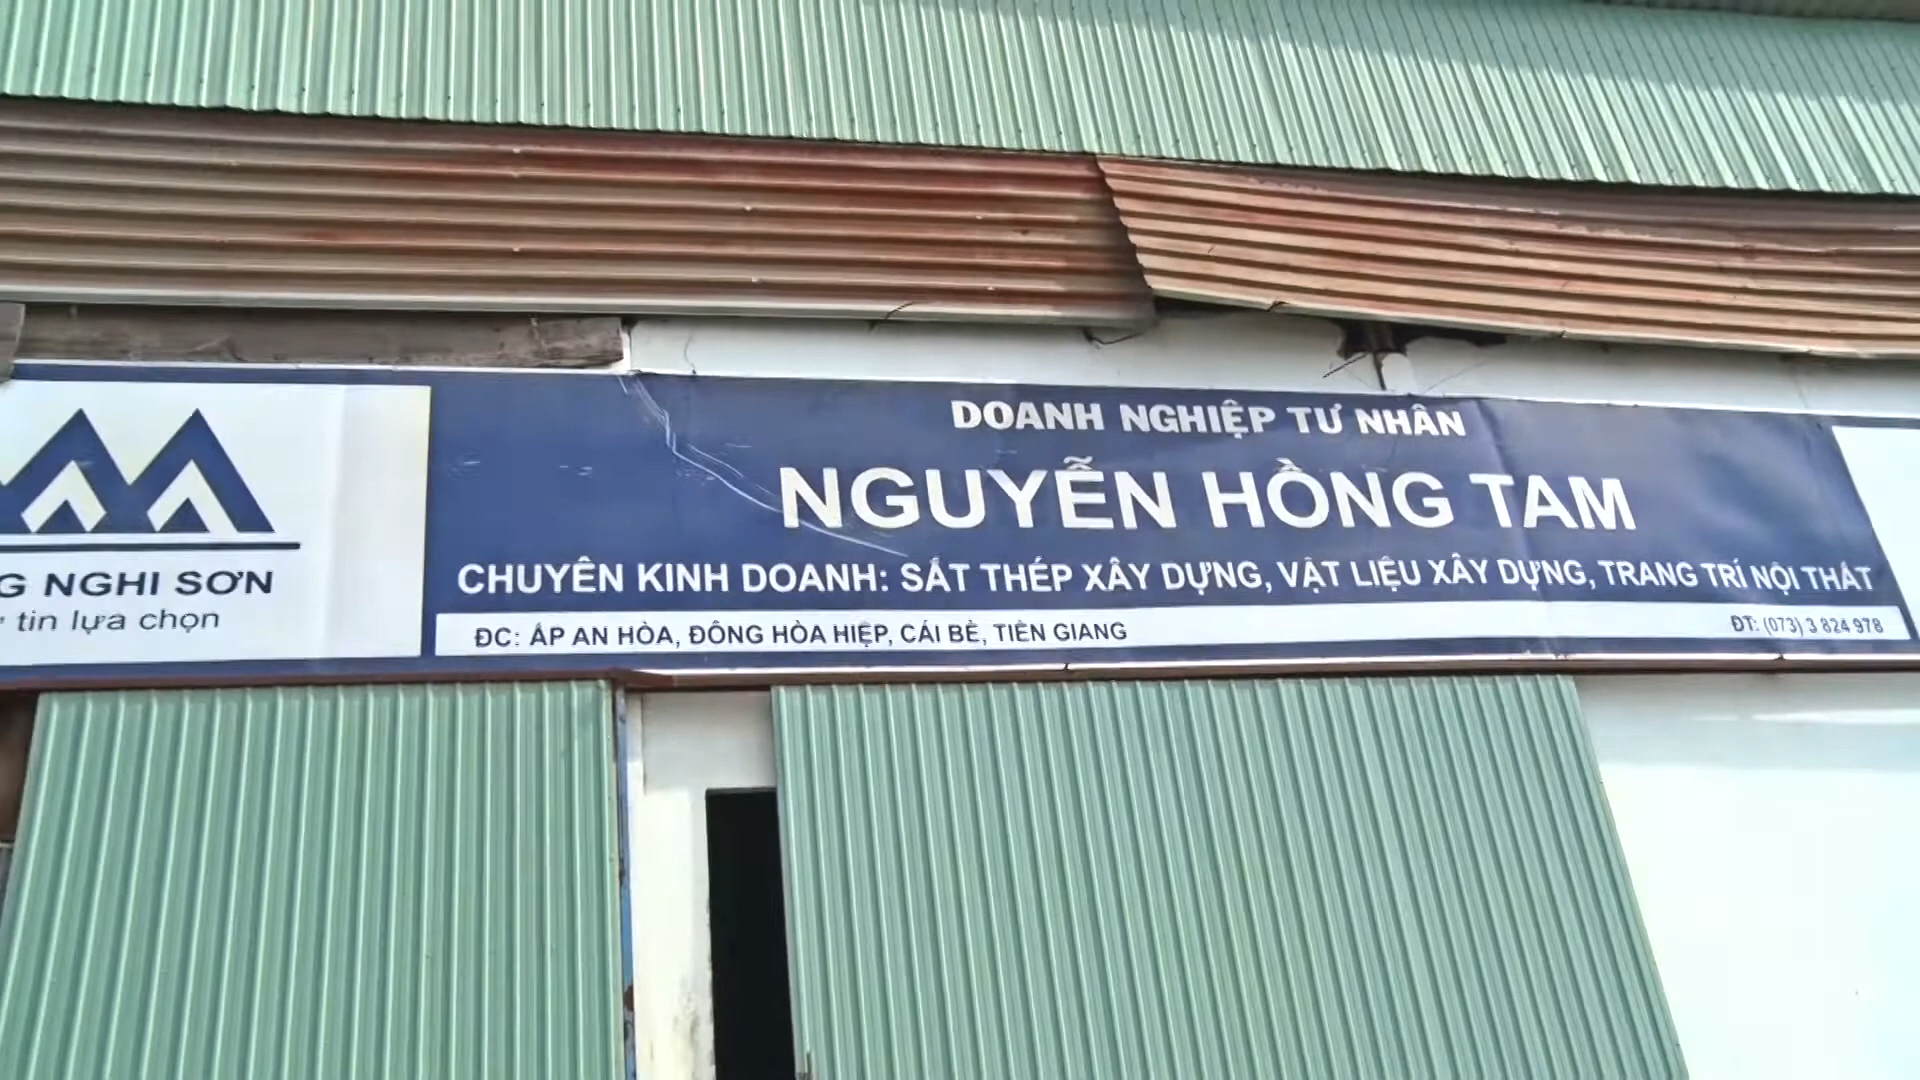 G NGHI SƠN
tin lựa chọn
DOANH NGHIỆP TƯ NHÂN
NGUYỄN HỒNG TAM
CHUYÊN KINH DOANH: SẮT THÉP XÂY DỰNG, VẬT LIỆU XÂY DỰNG, TRANG TRÍ NỘI THẤT
ĐC: ẤP AN HÒA, ĐÔNG HÒA HIỆP, CÁI BÈ, TIỀN GIANG
ĐT: (073) 3 824 978